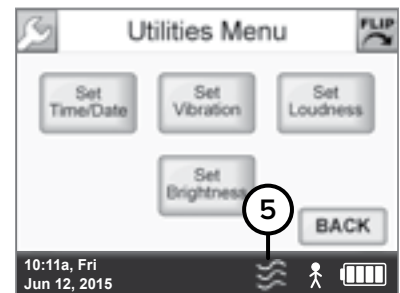 Utilities Menu
FLIP
Set
Time/Date
Set
Vibration
Set
Loudness
Set
Brightness
5
BACK
10:11a, Fri
Jun 12, 2015